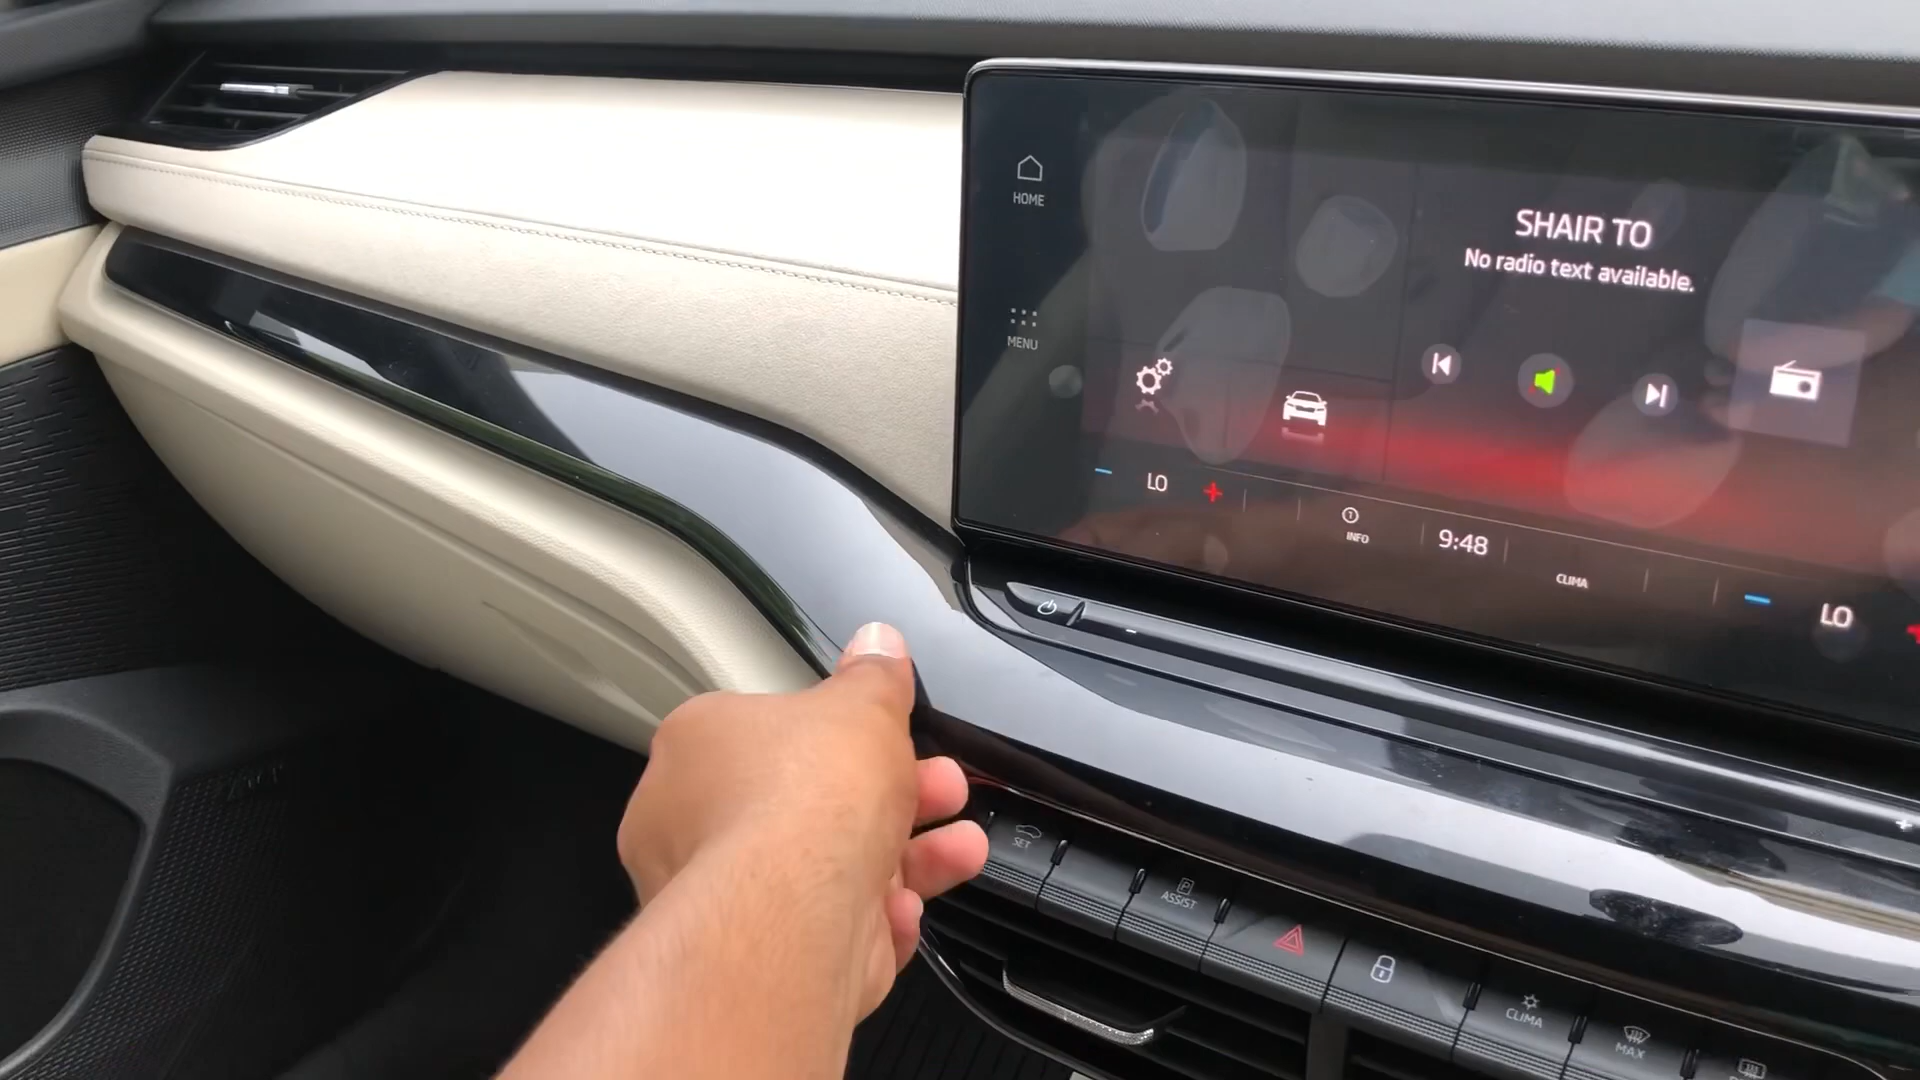 HOME
SHAIR TO
No radio text available.
MENU
LO
INFO
9:48
CLIMA
LO
SET
P
ASSIST
CLIMA
MAX